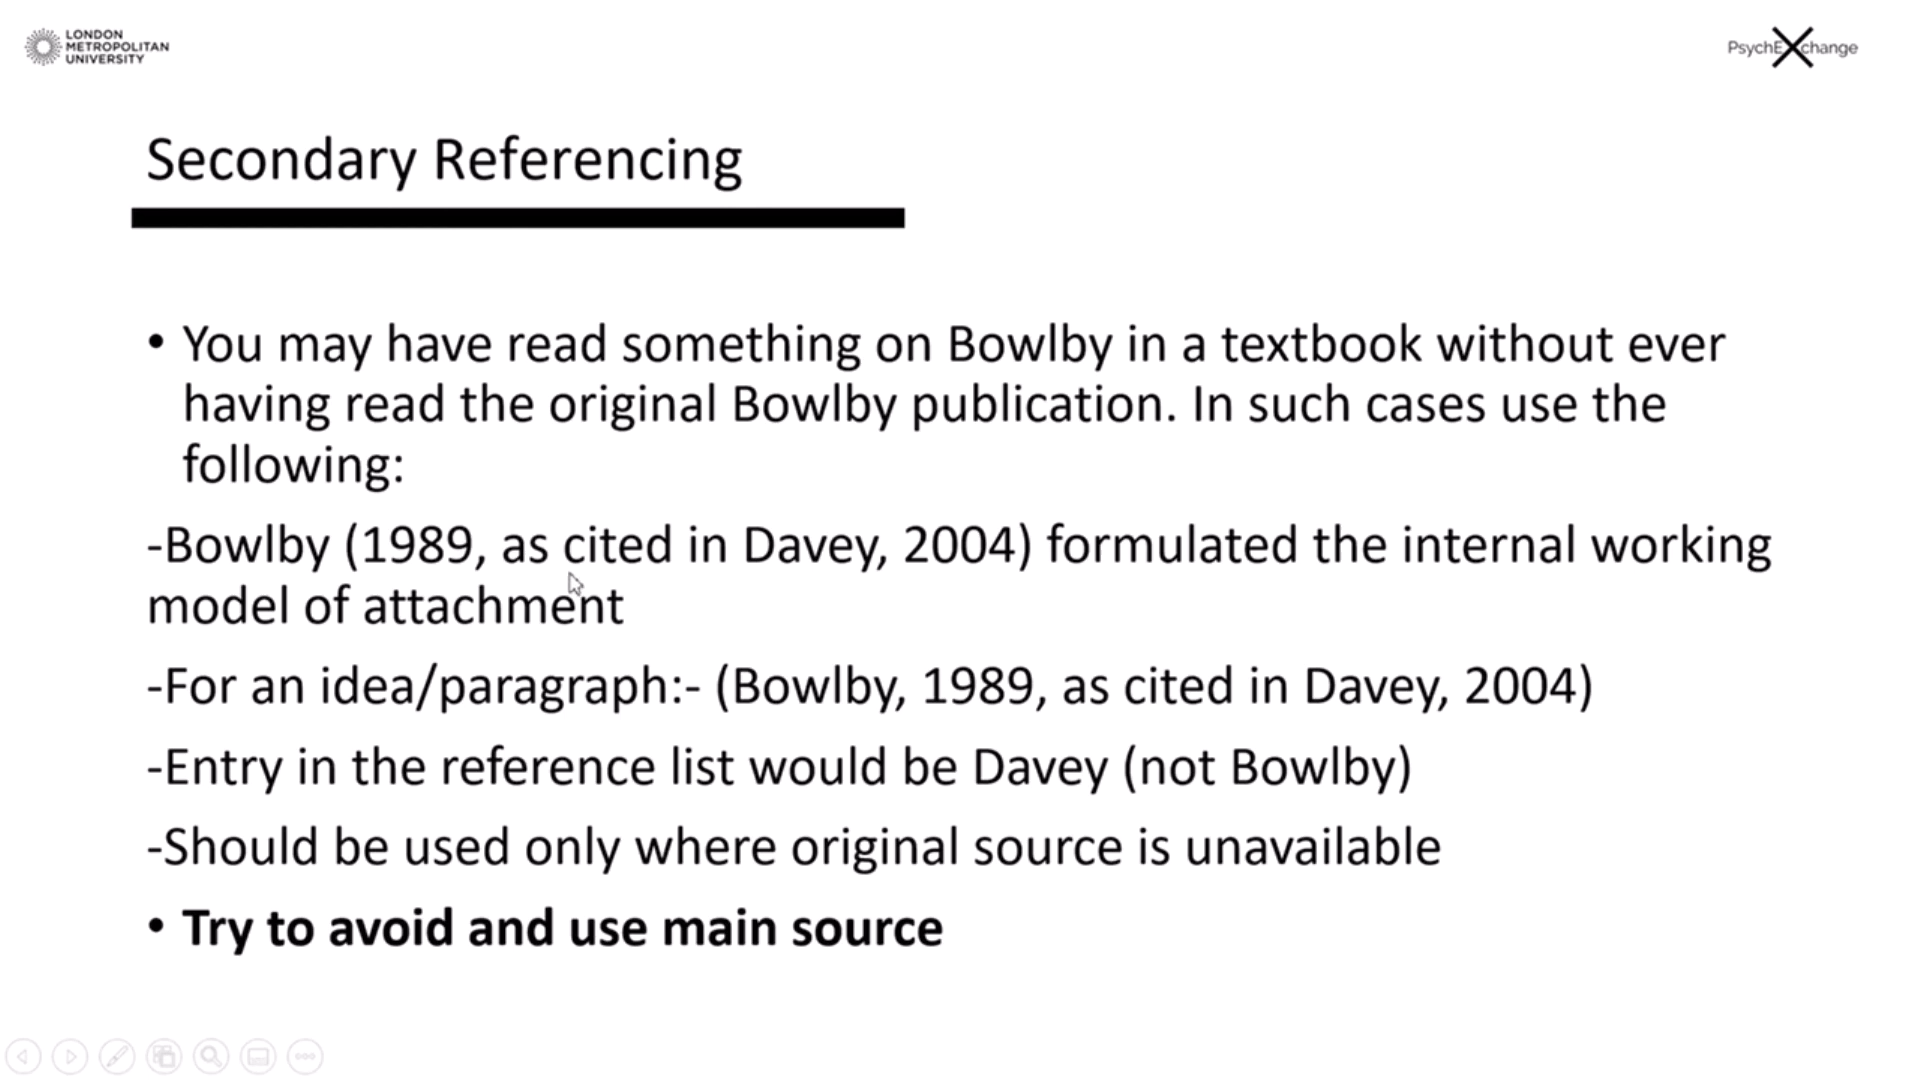 LONDON
METROPOLITAN
UNIVERSITY
PsychEXchange
Secondary Referencing
• You may have read something on Bowlby in a textbook without ever
having read the original Bowlby publication. In such cases use the
following:
-Bowlby (1989, as cited in Davey, 2004) formulated the internal working
model of attachment
-For an idea/paragraph:- (Bowlby, 1989, as cited in Davey, 2004)
-Entry in the reference list would be Davey (not Bowlby)
-Should be used only where original source is unavailable
• Try to avoid and use main source